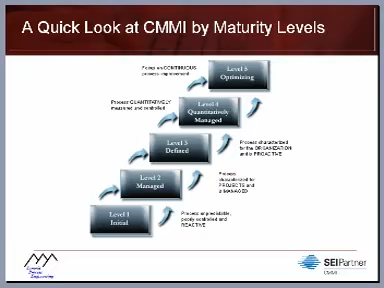 A Quick Look at CMMI by Maturity Levels
Focus on CONTINUOUS
process improvement
Level 5
Optimizing
Process QUANTITATIVELY
measured and controlled
Level 4
Quantitatively
Managed
Level 3
Defined
Process characterized
for the ORGANIZATION
and is PROACTIVE
Level 2
Managed
Process
characterized for
PROJECTS and
is MANAGED
Level 1
Initial
Process unpredictable,
poorly controlled and
REACTIVE
Process
Engineering
SEI Partner
CMMI